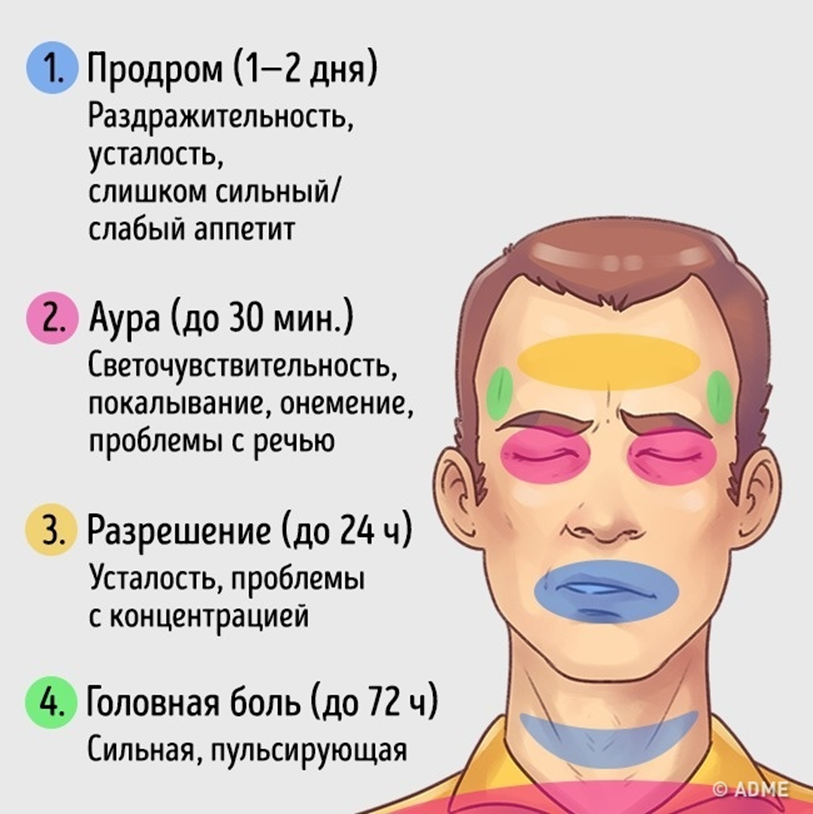 1. Продром (1–2 дня)
Раздражительность,
усталость,
слишком сильный/
слабый аппетит
2. Аура (до 30 мин.)
Светочувствительность,
покалывание, онемение,
проблемы с речью
3. Разрешение (до 24 ч)
Усталость, проблемы
с концентрацией
4. Головная боль (до 72 ч)
Сильная, пульсирующая
© ADME